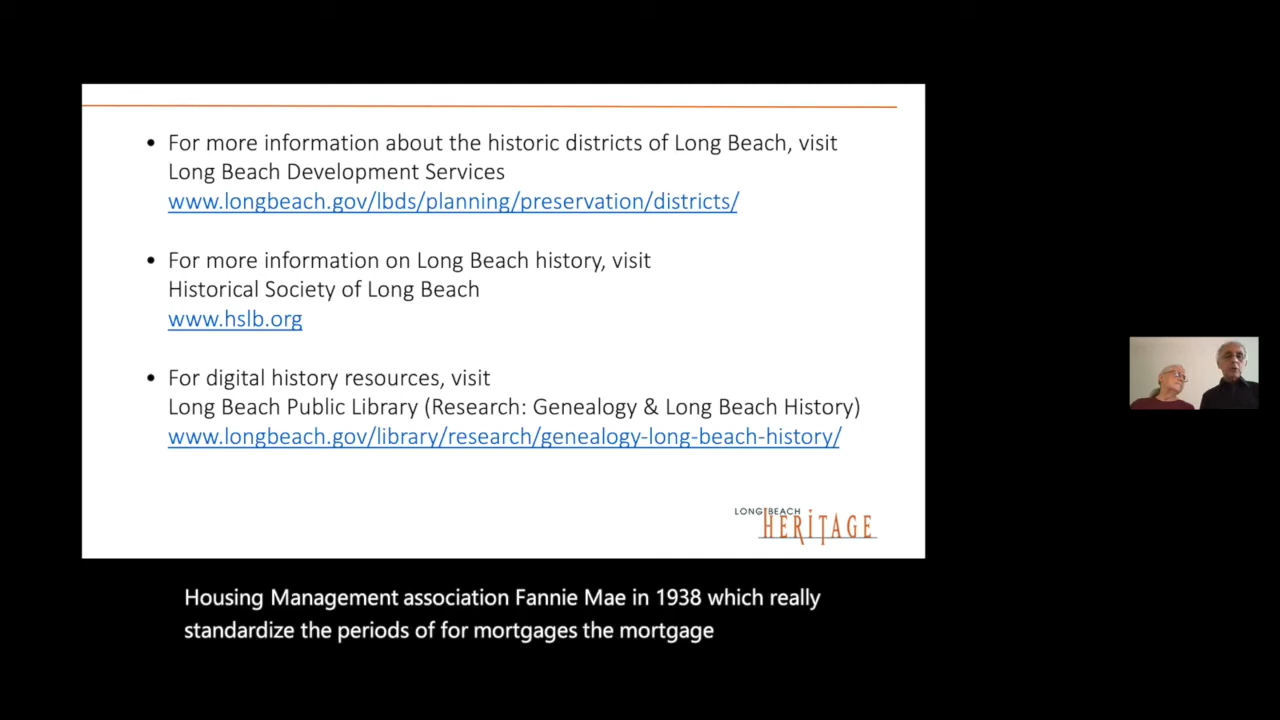 • For more information about the historic districts of Long Beach, visit
Long Beach Development Services
www.longbeach.gov/lbds/planning/preservation/districts/
• For more information on Long Beach history, visit
Historical Society of Long Beach
www.hslb.org
• For digital history resources, visit
Long Beach Public Library (Research: Genealogy & Long Beach History)
www.longbeach.gov/library/research/genealogy-long-beach-history/
LONG BEACH
HERITAGE
Housing Management association Fannie Mae in 1938 which really
standardize the periods of for mortgages the mortgage